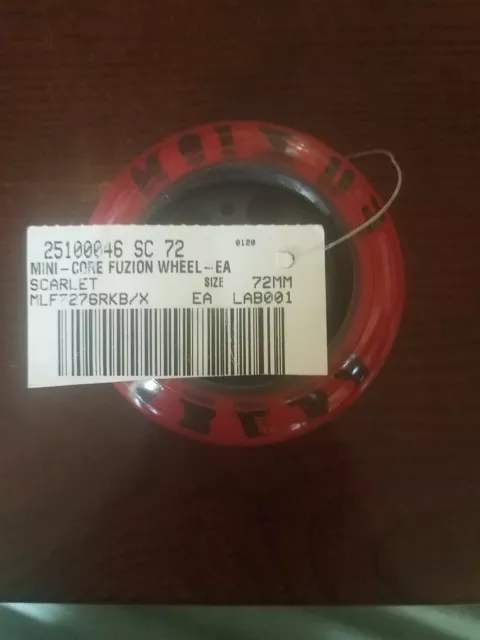 25100046 SC 72 0120
MINI-CORE FUZION WHEEL-EA
SCARLET SIZE 72MM
MLF7276RKB/X EA LAB001